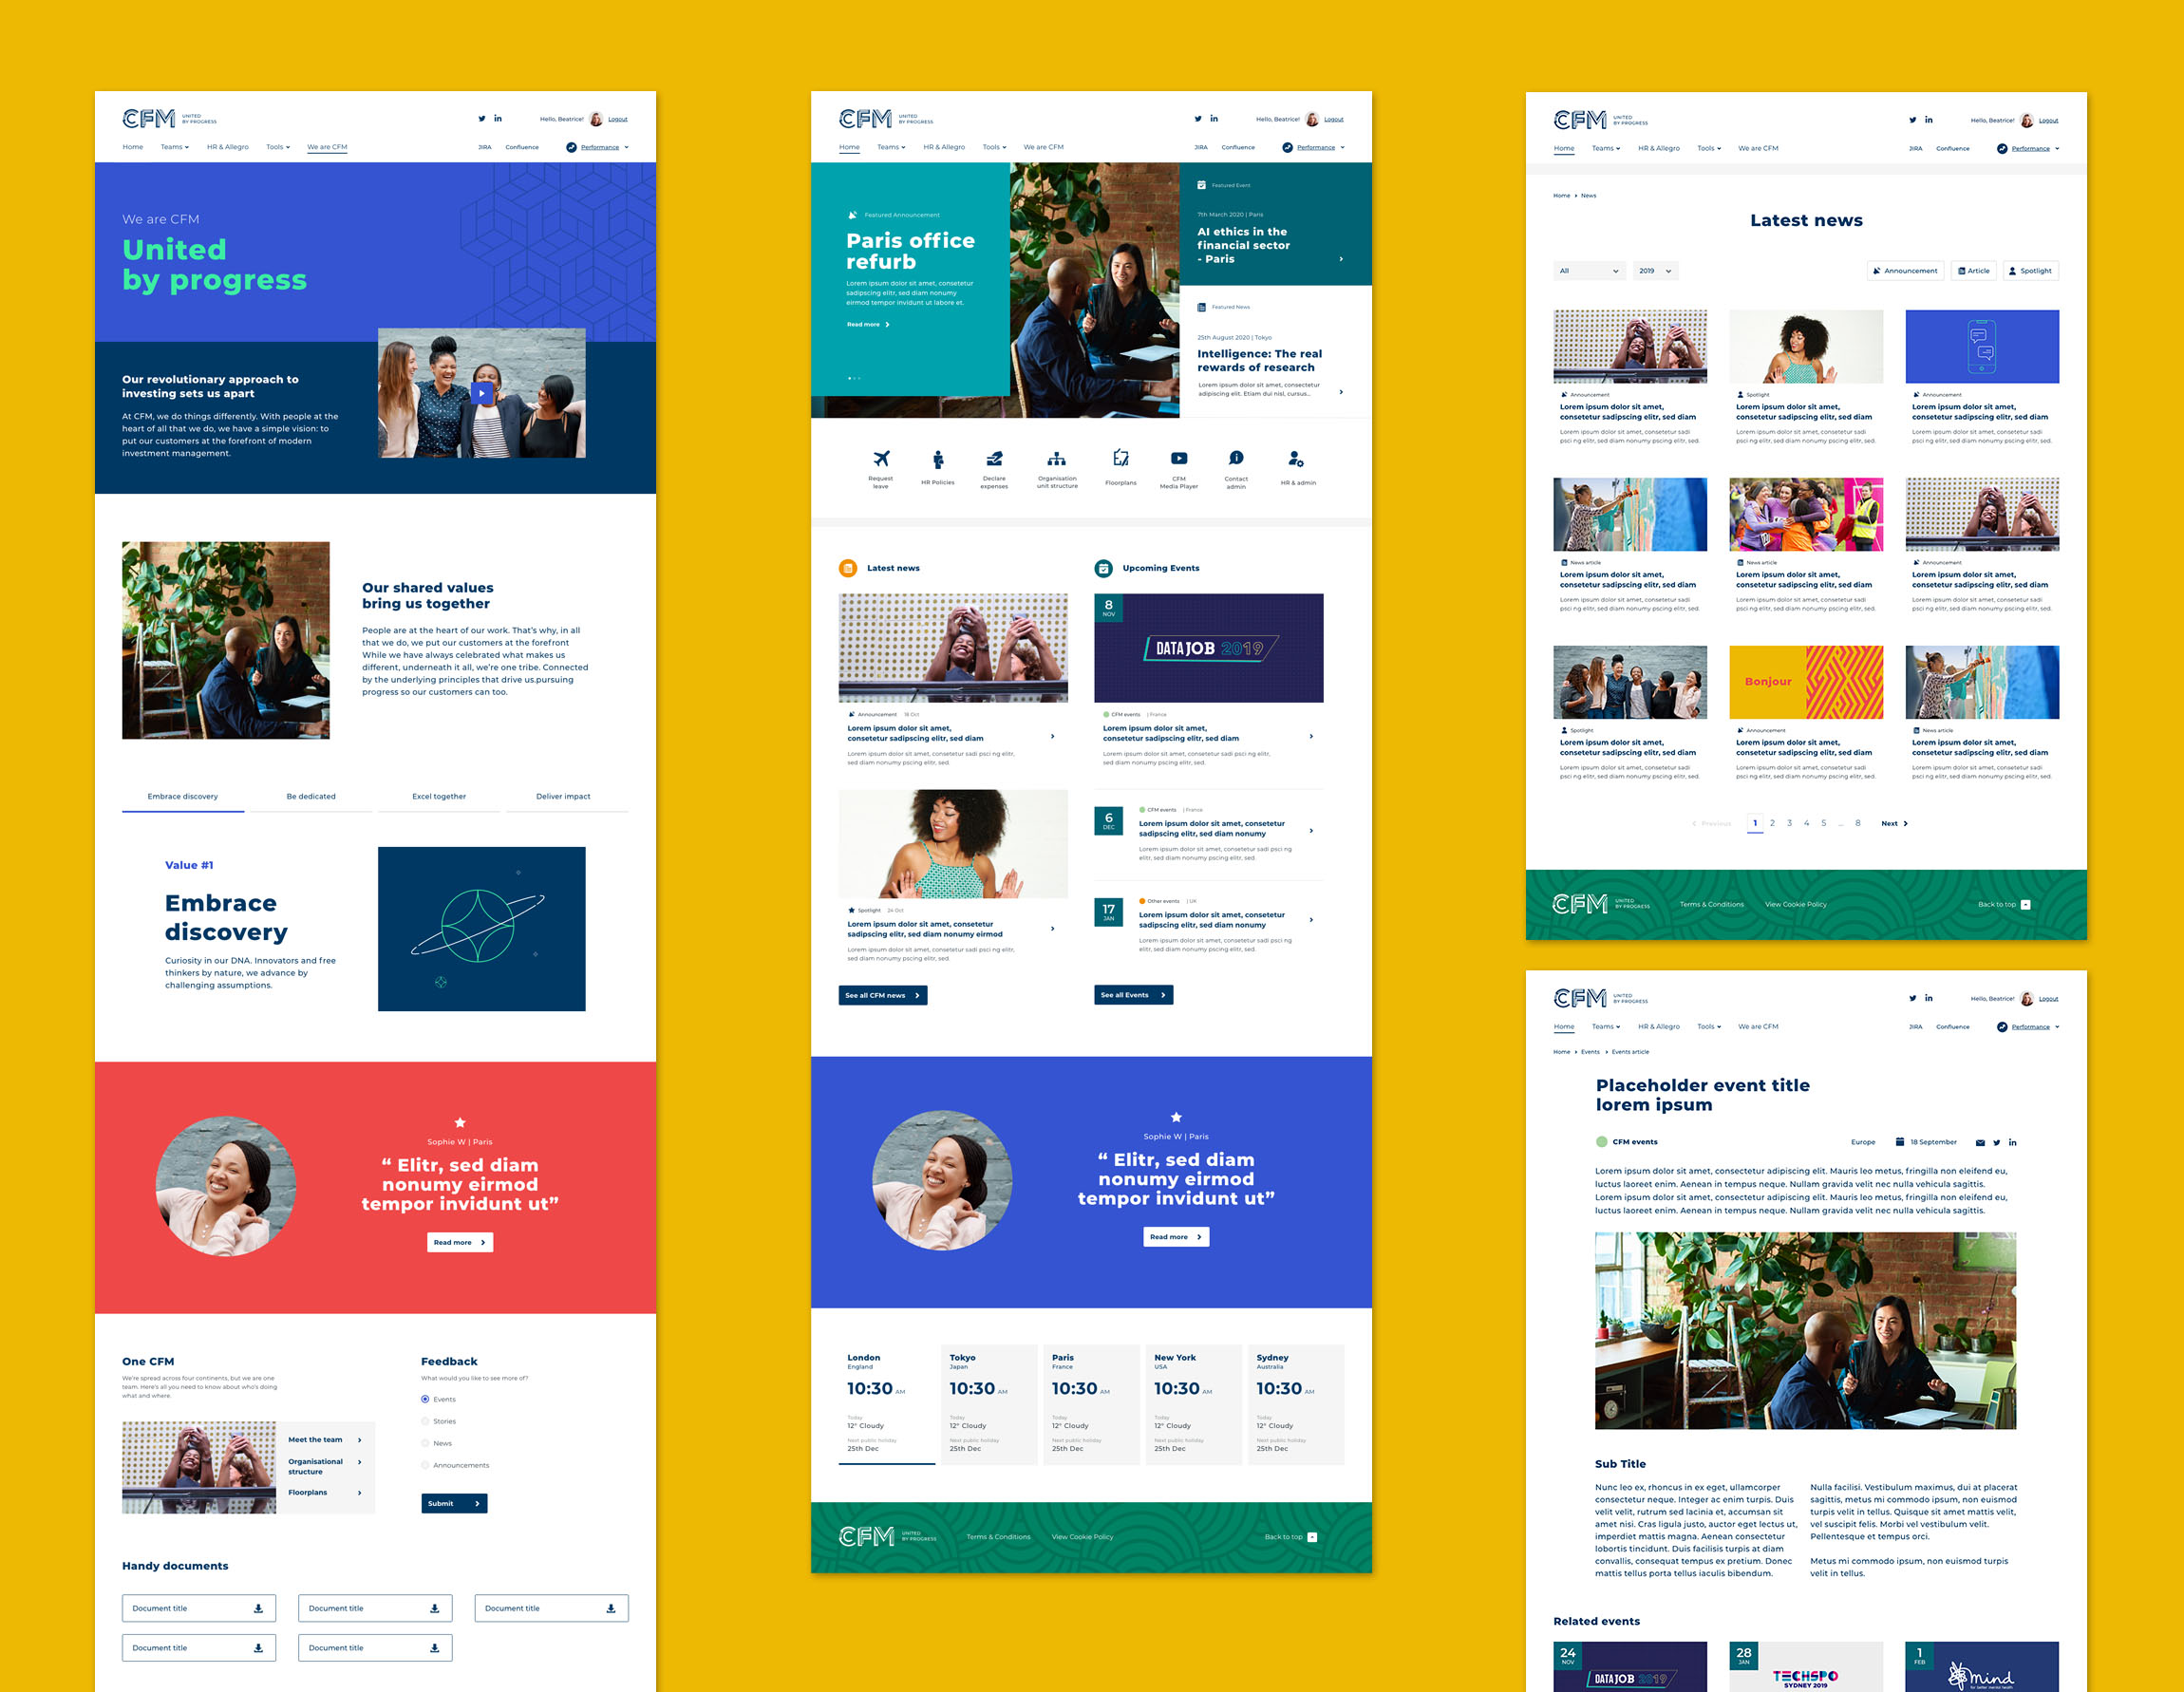 CFM UNITED
BY PROGRESS
Hello, Beatrice! Logout
Home Teams HR & Allegro Tools We are CFM JIRA Confluence Performance
We are CFM
United
by progress
Our revolutionary approach to
investing sets us apart
At CFM, we do things differently. With people at the
heart of all that we do, we have a simple vision: to
put our customers at the forefront of modern
investment management.
Our shared values
bring us together
People are at the heart of our work. That's why, in all
that we do, we put our customers at the forefront
While we have always celebrated what makes us
different, underneath it all, we're one tribe. Connected
by the underlying principles that drive us.pursuing
progress so our customers can too.
Embrace discovery Be dedicated Excel together Deliver impact
Value #1
Embrace
discovery
Curiosity in our DNA. Innovators and free
thinkers by nature, we advance by
challenging assumptions.
Sophie W | Paris
“ Elitr, sed diam
nonumy eirmod
tempor invidunt ut”
Read more
One CFM
We're spread across four continents, but we are one
team. Here's all you need to know about who's doing
what and where.
Meet the team
Organisational
structure
Floorplans
Feedback
What would you like to see more of?
Events
Stories
News
Announcements
Submit
Handy documents
Document title Document title Document title
Document title Document title
CFM UNITED
BY PROGRESS
Hello, Beatrice! Logout
Home Teams HR & Allegro Tools We are CFM JIRA Confluence Performance
Featured Announcement
Paris office
refurb
Lorem ipsum dolor sit amet, consetetur
sadipscing elitr, sed diam nonumy
eirmod tempor invidunt ut labore et.
Read more
Featured Event
7th March 2020 | Paris
AI ethics in the
financial sector
- Paris
Featured News
25th August 2020 | Tokyo
Intelligence: The real
rewards of research
Lorem ipsum dolor sit amet, consectetur
adipiscing elit. Etiam dui nisl, cursus...
Request
leave
HR Policies
Declare
expenses
Organisation
unit structure
Floorplans
CFM
Media Player
Contact
admin
HR & admin
Latest news
Announcement 18 Oct
Lorem ipsum dolor sit amet,
consetetur sadipscing elitr, sed diam
Lorem ipsum dolor sit amet, consetetur sadi psci ng elitr,
sed diam nonumy pscing elitr, sed.
Spotlight 24 Oct
Lorem ipsum dolor sit amet, consetetur
sadipscing elitr, sed diam nonumy eirmod
Lorem ipsum dolor sit amet, consetetur sadi psci ng elitr,
sed diam nonumy pscing elitr, sed.
See all CFM news
Upcoming Events
8
NOV
DATAJOB 2019
CFM events | France
Lorem ipsum dolor sit amet,
consetetur sadipscing elitr, sed diam
Lorem ipsum dolor sit amet, consetetur sadi psci ng elitr,
sed diam nonumy pscing elitr, sed.
6
DEC
CFM events | France
Lorem ipsum dolor sit amet, consetetur
sadipscing elitr, sed diam nonumy
Lorem ipsum dolor sit amet, consetetur sadi psci ng
elitr, sed diam nonumy pscing elitr, sed.
17
JAN
Other events | UK
Lorem ipsum dolor sit amet, consetetur
sadipscing elitr, sed diam nonumy
Lorem ipsum dolor sit amet, consetetur sadi psci ng
elitr, sed diam nonumy pscing elitr, sed.
See all Events
Sophie W | Paris
“ Elitr, sed diam
nonumy eirmod
tempor invidunt ut”
Read more
London Tokyo Paris New York Sydney
England Japan France USA Australia
10:30 AM 10:30 AM 10:30 AM 10:30 AM 10:30 AM
Today Today Today Today Today
12° Cloudy 12° Cloudy 12° Cloudy 12° Cloudy 12° Cloudy
Next public holiday Next public holiday Next public holiday Next public holiday Next public holiday
25th Dec 25th Dec 25th Dec 25th Dec 25th Dec
CFM UNITED
BY PROGRESS
Terms & Conditions View Cookie Policy Back to top
CFM UNITED
BY PROGRESS
Hello, Beatrice! Logout
Home Teams HR & Allegro Tools We are CFM JIRA Confluence Performance
Home News
Latest news
All 2019 Announcement Article Spotlight
Announcement Spotlight Announcement
Lorem ipsum dolor sit amet, Lorem ipsum dolor sit amet, Lorem ipsum dolor sit amet,
consetetur sadipscing elitr, sed diam consetetur sadipscing elitr, sed diam consetetur sadipscing elitr, sed diam
Lorem ipsum dolor sit amet, consetetur sadi Lorem ipsum dolor sit amet, consetetur sadi Lorem ipsum dolor sit amet, consetetur sadi
psci ng elitr, sed diam nonumy pscing elitr, sed. psci ng elitr, sed diam nonumy pscing elitr, sed. psci ng elitr, sed diam nonumy pscing elitr, sed.
News article News article Announcement
Lorem ipsum dolor sit amet, Lorem ipsum dolor sit amet, Lorem ipsum dolor sit amet,
consetetur sadipscing elitr, sed diam consetetur sadipscing elitr, sed diam consetetur sadipscing elitr, sed diam
Lorem ipsum dolor sit amet, consetetur sadi Lorem ipsum dolor sit amet, consetetur sadi Lorem ipsum dolor sit amet, consetetur sadi
psci ng elitr, sed diam nonumy pscing elitr, sed. psci ng elitr, sed diam nonumy pscing elitr, sed. psci ng elitr, sed diam nonumy pscing elitr, sed.
Bonjour
Spotlight Announcement News article
Lorem ipsum dolor sit amet, Lorem ipsum dolor sit amet, Lorem ipsum dolor sit amet,
consetetur sadipscing elitr, sed diam consetetur sadipscing elitr, sed diam consetetur sadipscing elitr, sed diam
Lorem ipsum dolor sit amet, consetetur sadi Lorem ipsum dolor sit amet, consetetur sadi Lorem ipsum dolor sit amet, consetetur sadi
psci ng elitr, sed diam nonumy pscing elitr, sed. psci ng elitr, sed diam nonumy pscing elitr, sed. psci ng elitr, sed diam nonumy pscing elitr, sed.
Previous 1 2 3 4 5 ... 8 Next
CFM UNITED
BY PROGRESS
Terms & Conditions View Cookie Policy Back to top
CFM UNITED
BY PROGRESS
Hello, Beatrice! Logout
Home Teams HR & Allegro Tools We are CFM JIRA Confluence Performance
Home Events Events article
Placeholder event title
lorem ipsum
CFM events Europe 18 September
Lorem ipsum dolor sit amet, consectetur adipiscing elit. Mauris leo metus, fringilla non eleifend eu,
luctus laoreet enim. Aenean in tempus neque. Nullam gravida velit nec nulla vehicula sagittis.
Lorem ipsum dolor sit amet, consectetur adipiscing elit. Mauris leo metus, fringilla non eleifend eu,
luctus laoreet enim. Aenean in tempus neque. Nullam gravida velit nec nulla vehicula sagittis.
Sub Title
Nunc leo ex, rhoncus in ex eget, ullamcorper
consectetur neque. Integer ac enim turpis. Duis
velit velit, rutrum sed lacinia et, accumsan sit
amet nisi. Cras ligula justo, auctor eget lectus ut,
imperdiet mattis magna. Aenean consectetur
lobortis tincidunt. Duis facilisis turpis at diam
convallis, consequat tempus ex pretium. Donec
mattis tellus porta tellus iaculis bibendum.
Nulla facilisi. Vestibulum maximus, dui at placerat
sagittis, metus mi commodo ipsum, non euismod
turpis velit in tellus. Quisque sit amet mattis velit,
vel suscipit felis. Morbi vel vestibulum velit.
Pellentesque et tempus orci.
Metus mi commodo ipsum, non euismod turpis
velit in tellus.
Related events
24
NOV
DATAJOB 2019
28
JAN
TECHSPO
SYDNEY 2019
1
FEB
mind
for better mental health